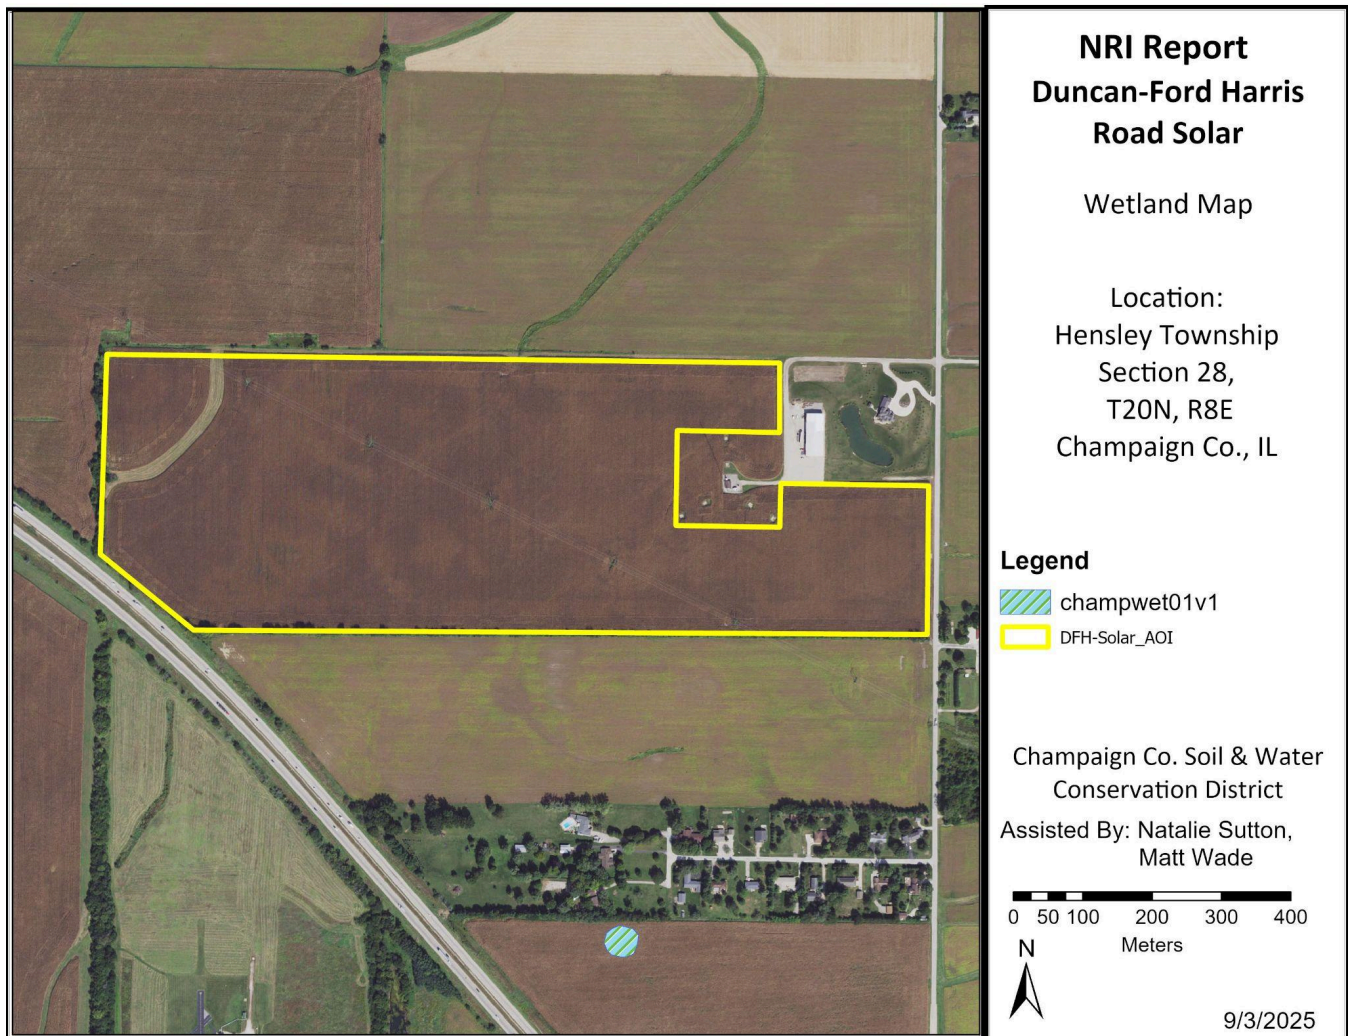 NRI Report
Duncan-Ford Harris
Road Solar
Wetland Map
Location:
Hensley Township
Section 28,
T20N, R8E
Champaign Co., IL
Legend
champwet01v1
DFH-Solar_AOI
Champaign Co. Soil & Water
Conservation District
Assisted By: Natalie Sutton,
Matt Wade
0 50 100 200 300 400
Meters
N
9/3/2025